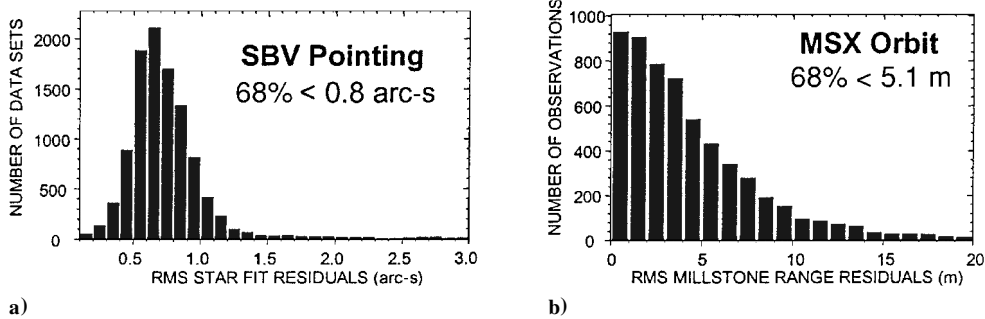 SBV Pointing
68% < 0.8 arc-s
NUMBER OF DATA SETS
2000
1500
1000
500
0
0.5
1.0
1.5
2.0
2.5
3.0
RMS STAR FIT RESIDUALS (arc-s)
a)
MSX Orbit
68% < 5.1 m
NUMBER OF OBSERVATIONS
1000
800
600
400
200
0
0
5
10
15
20
RMS MILLSTONE RANGE RESIDUALS (m)
b)